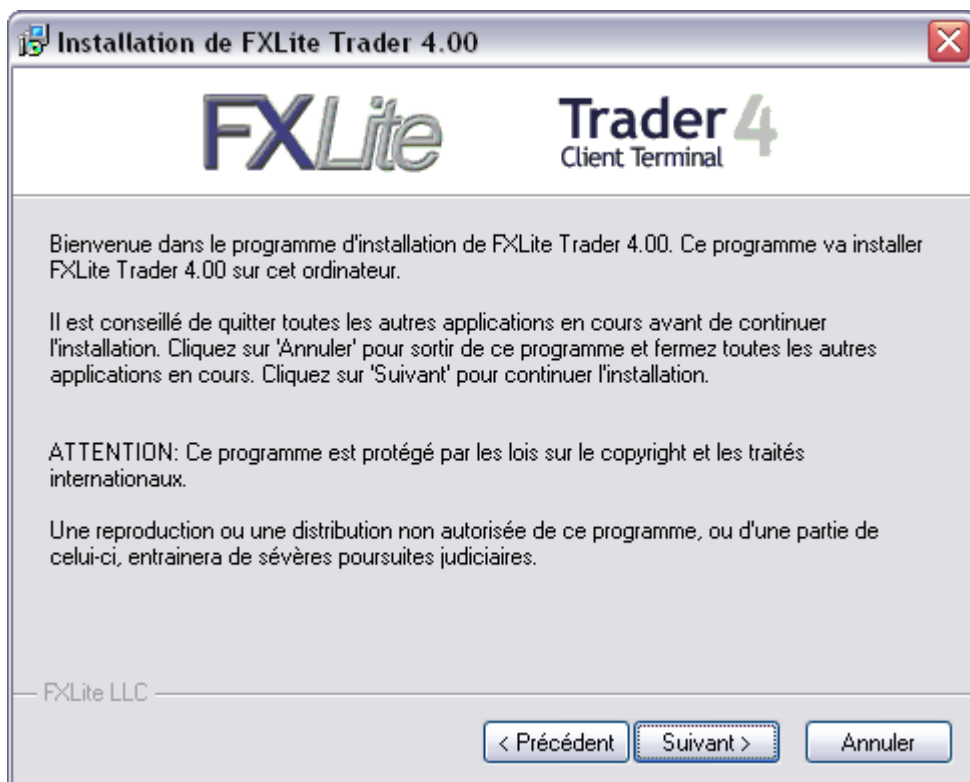 Installation de FXLite Trader 4.00
FXLite
Trader 4
Client Terminal
Bienvenue dans le programme d'installation de FXLite Trader 4.00. Ce programme va installer
FXLite Trader 4.00 sur cet ordinateur.
Il est conseillé de quitter toutes les autres applications en cours avant de continuer
l'installation. Cliquez sur 'Annuler' pour sortir de ce programme et fermez toutes les autres
applications en cours. Cliquez sur 'Suivant' pour continuer l'installation.
ATTENTION: Ce programme est protégé par les lois sur le copyright et les traités
internationaux.
Une reproduction ou une distribution non autorisée de ce programme, ou d'une partie de
celui-ci, entrainera de sévères poursuites judiciaires.
FXLite LLC
< Précédent
Suivant >
Annuler